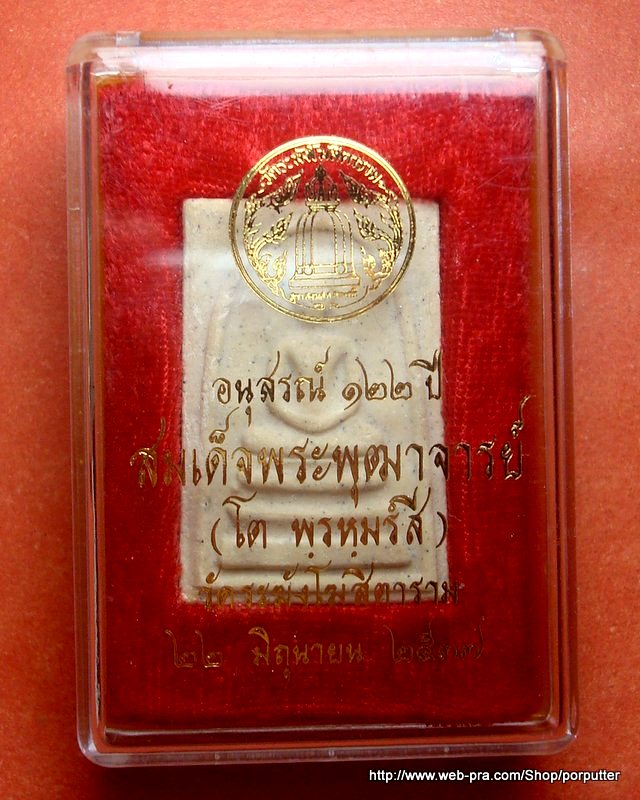 อนุสรณ์ ๑๒๒ ปี
สมเด็จพระพุฒาจารย์
(โต พฺรหฺมรํสี)
วัดระฆังโฆสิตาราม
๒๒ มิถุนายน ๒๕๓๗
http://www.web-pra.com/Shop/porputter